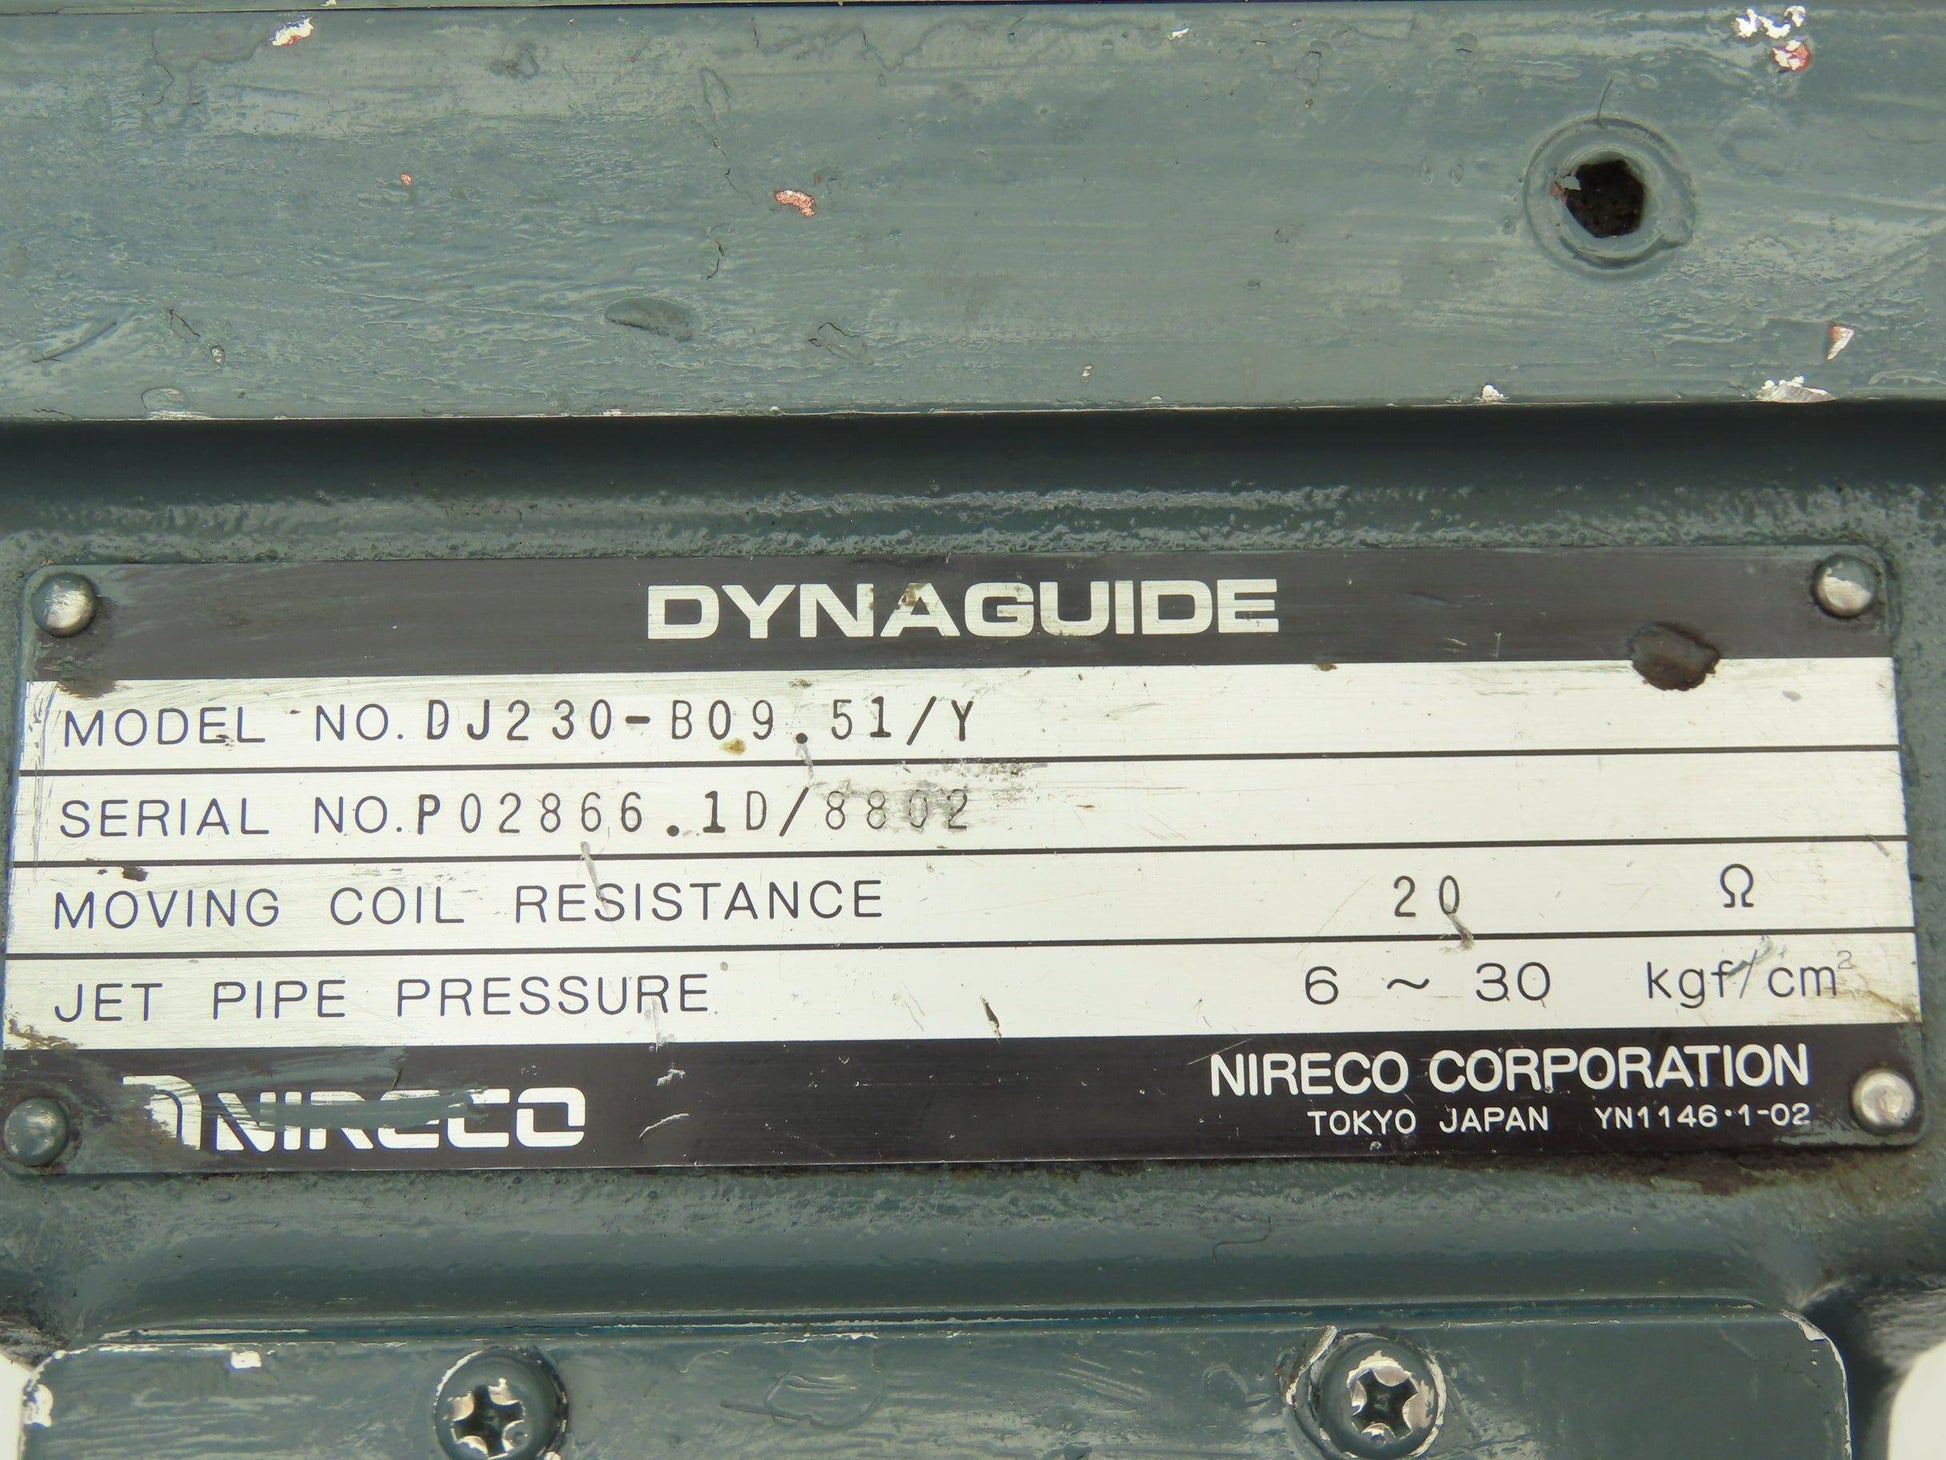 DYNAGUIDE
MODEL NO. DJ230-B09.51/Y
SERIAL NO. P02866.1D/8802
MOVING COIL RESISTANCE 20 Ω
JET PIPE PRESSURE 6 ~ 30 kgf/cm²
NIRECO
NIRECO CORPORATION
TOKYO JAPAN YN1146·1-02